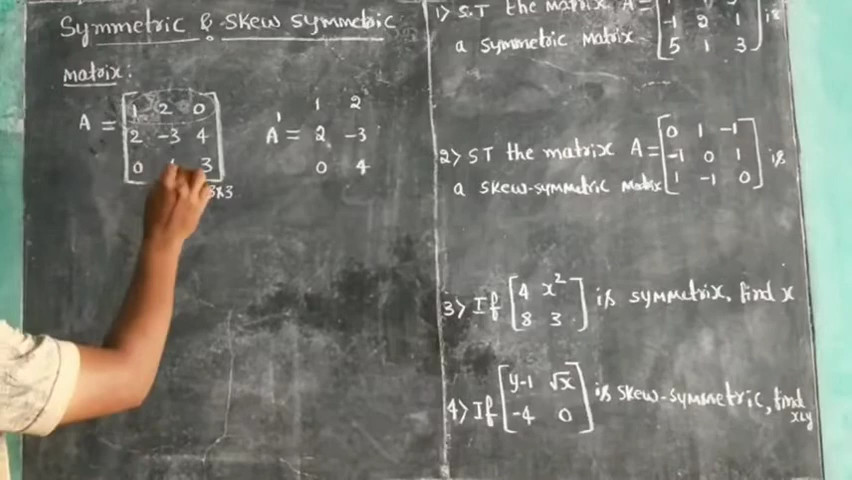 Symmetric & Skew symmetric
matrix:
A = [1 2 0
2 -3 4
0 3] 3x3
A' = 1 2
2 -3
0 4
1) S.T the matrix A = [
-1 2 1
5 1 3] is
a symmetric matrix
2) ST the matrix A = [0 1 -1
-1 0 1
1 -1 0] is
a skew-symmetric matrix
3) If [4 x²
8 3] is symmetrix, find x
4) If [y-1 √x
-4 0] is skew-symmetric, find
x&y